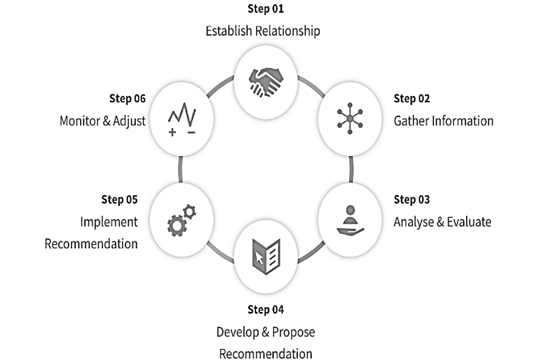 Step 01
Establish Relationship
Step 02
Gather Information
Step 03
Analyse & Evaluate
Step 04
Develop & Propose
Recommendation
Step 05
Implement
Recommendation
Step 06
Monitor & Adjust